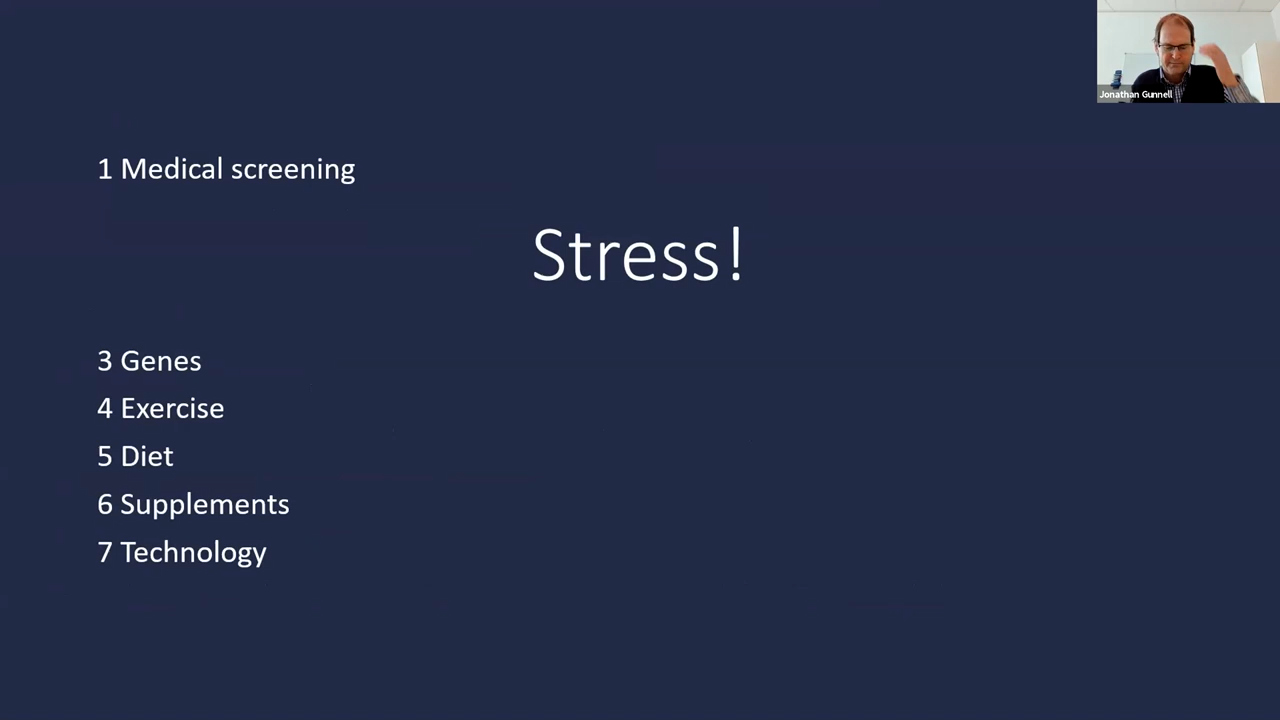 Jonathan Gunnell
1 Medical screening
Stress!
3 Genes
4 Exercise
5 Diet
6 Supplements
7 Technology